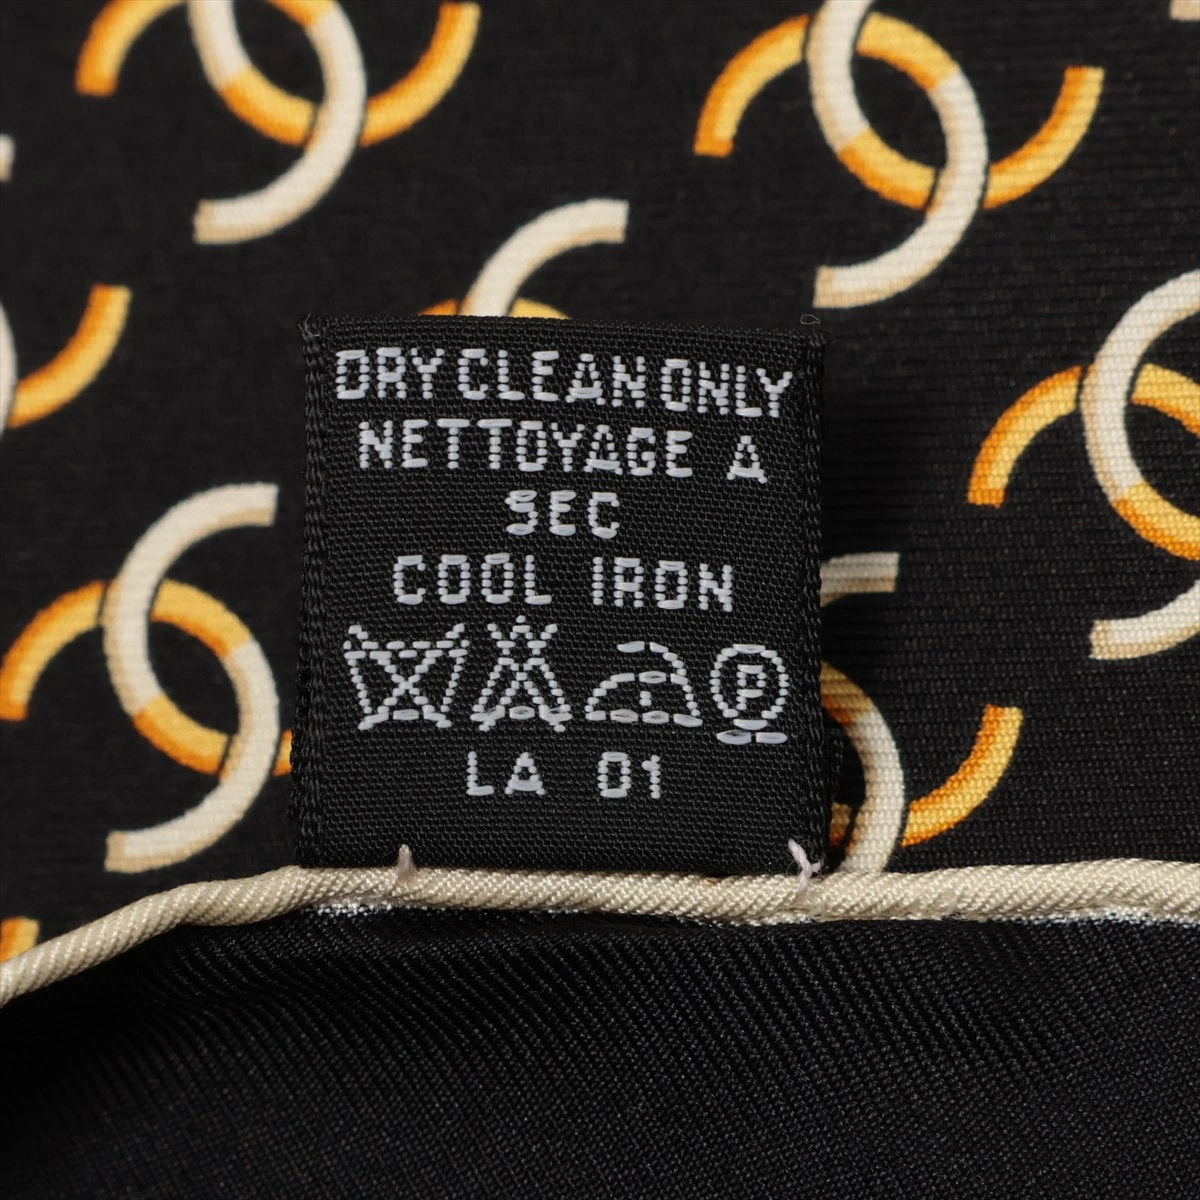 DRY CLEAN ONLY
NETTOYAGE A
SEC
COOL IRON
P
LA 01